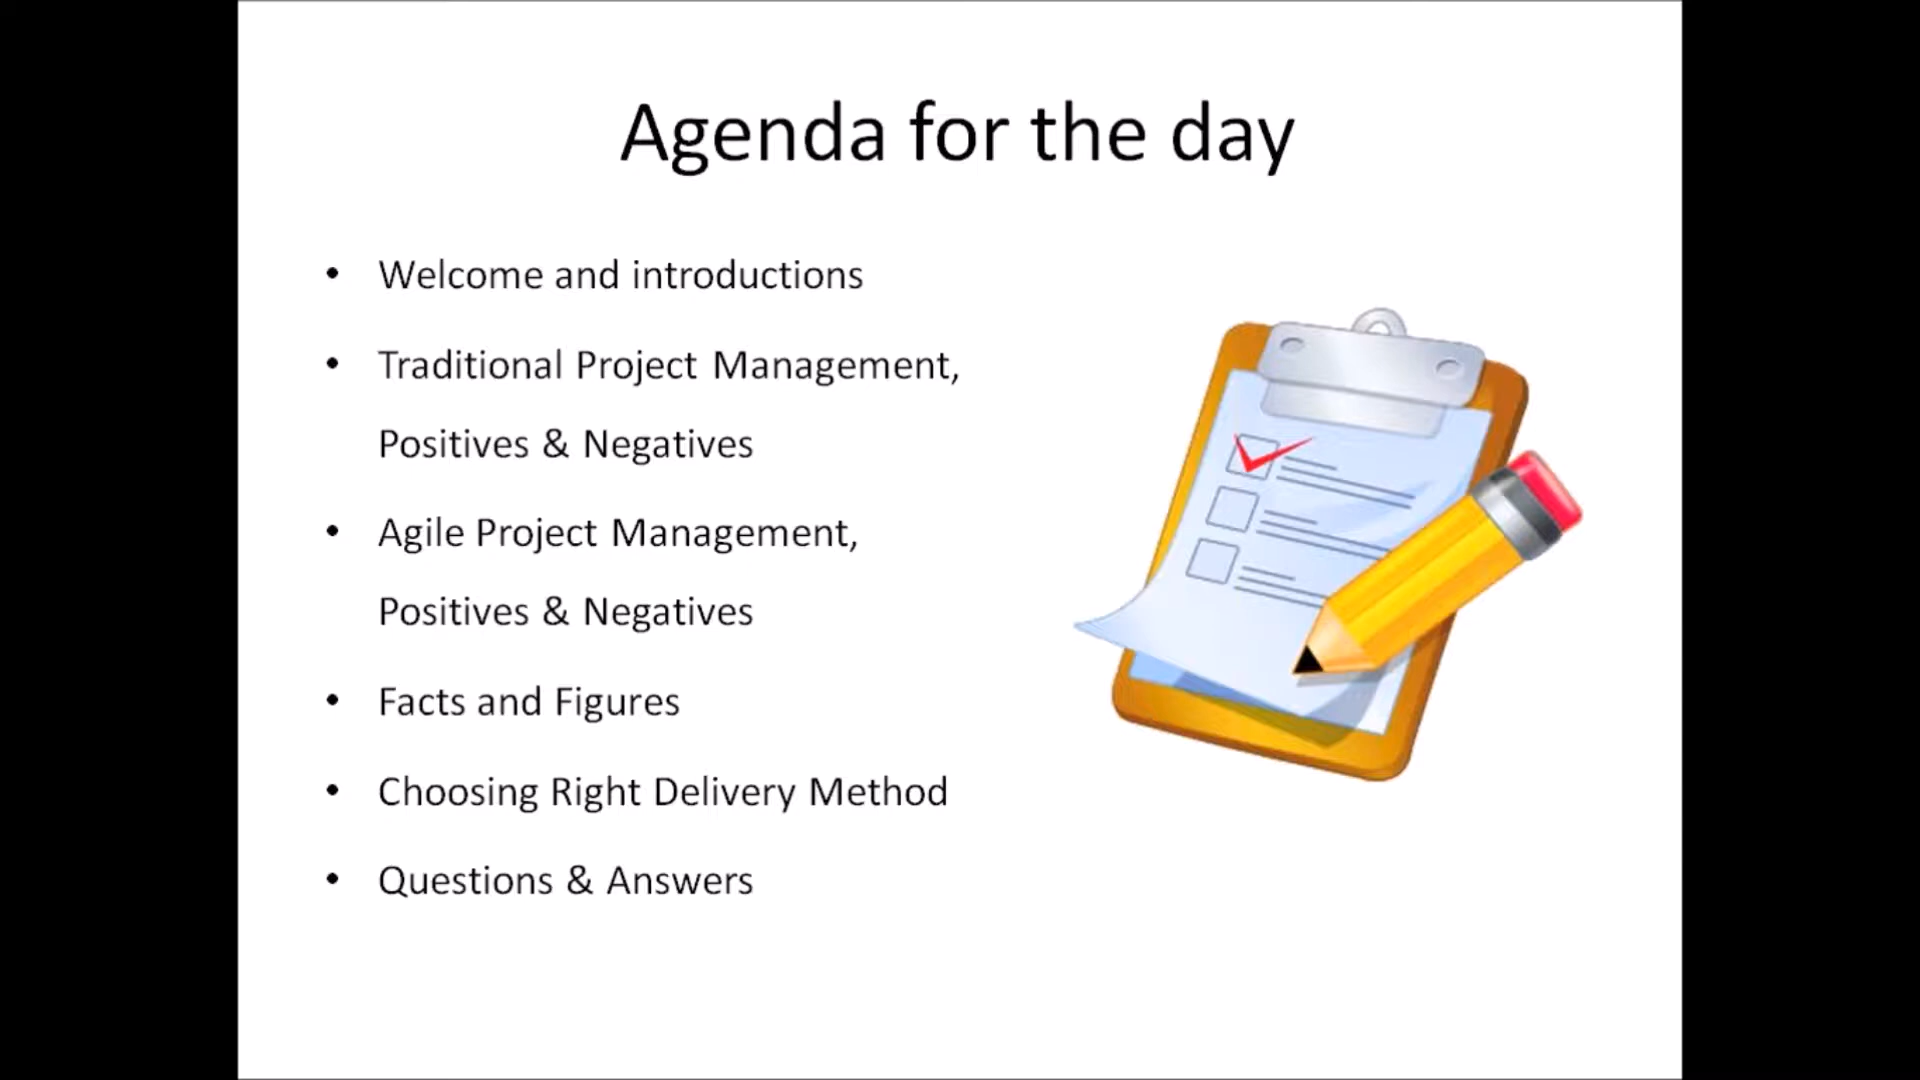 Agenda for the day
• Welcome and introductions
• Traditional Project Management,
Positives & Negatives
• Agile Project Management,
Positives & Negatives
• Facts and Figures
• Choosing Right Delivery Method
• Questions & Answers